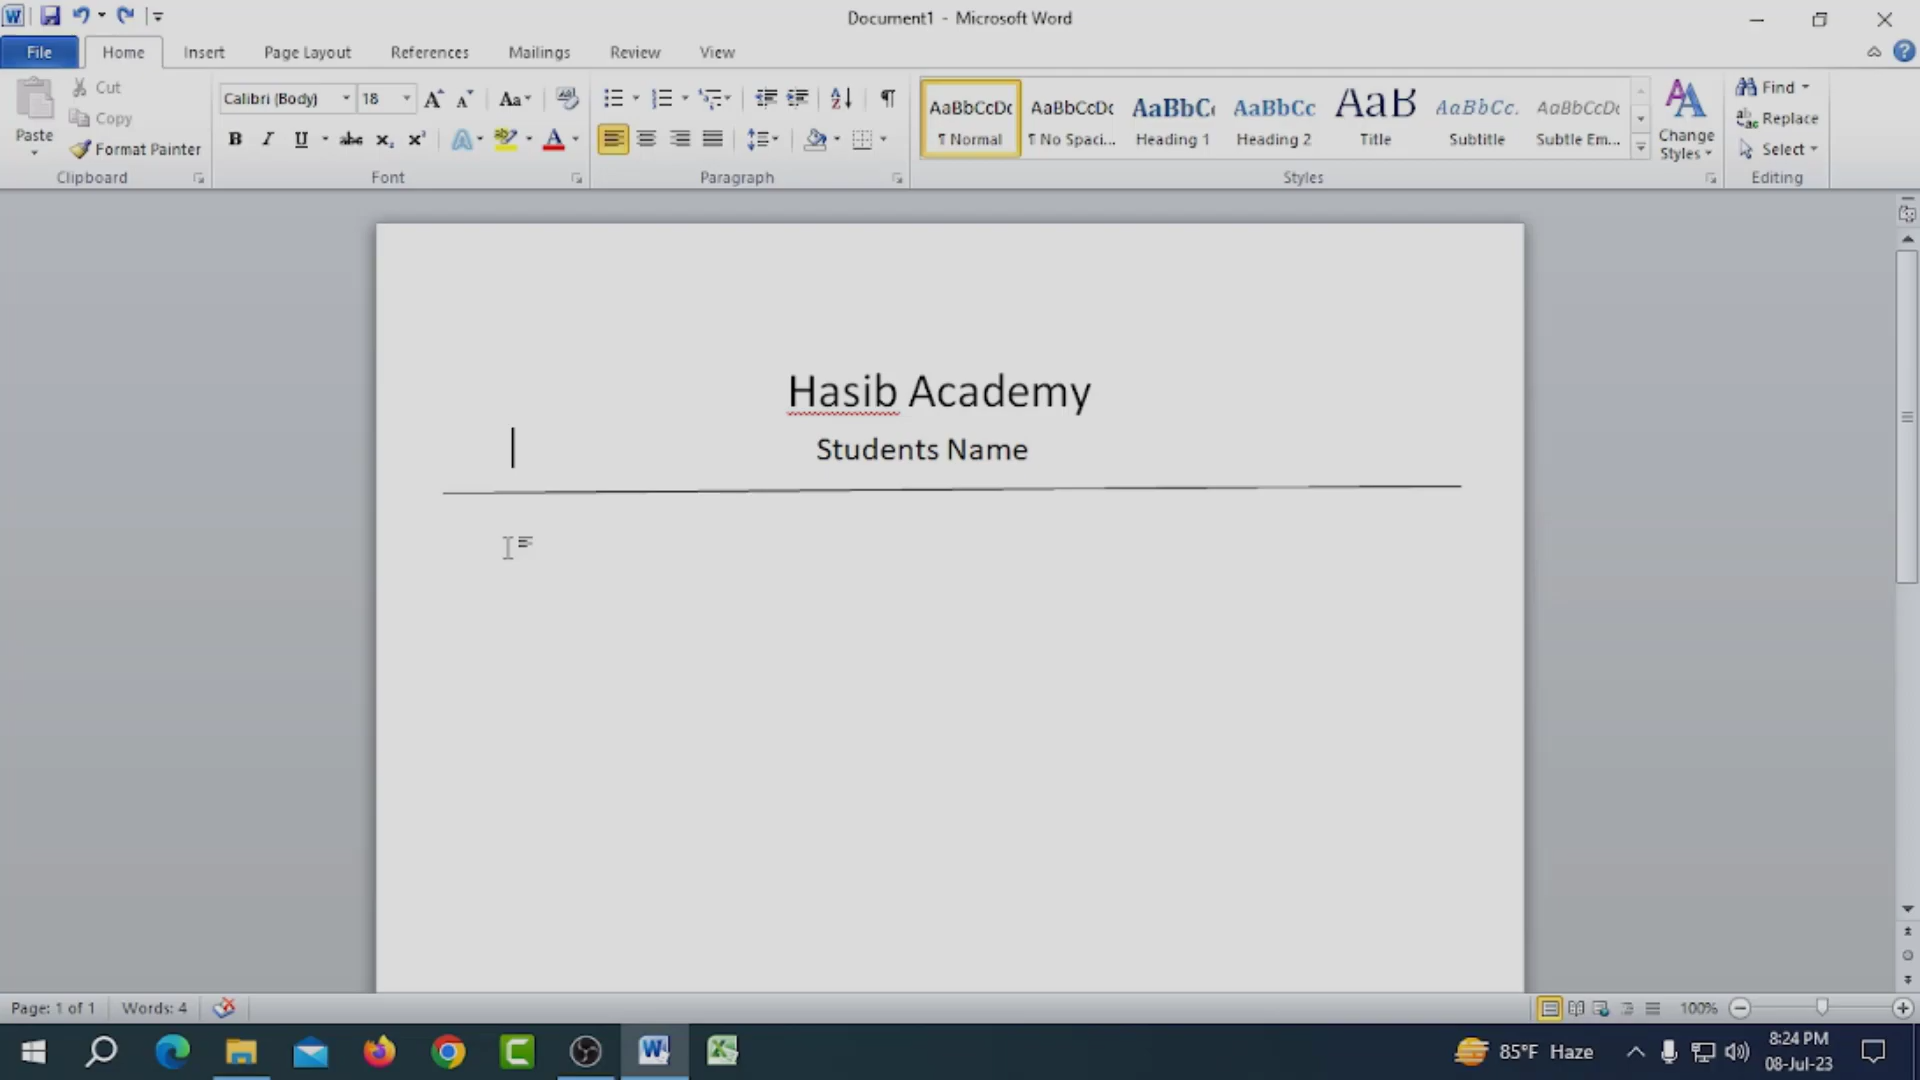 Document1 - Microsoft Word
File Home Insert Page Layout References Mailings Review View
Paste
Cut
Copy
Format Painter
Clipboard
Calibri (Body) 18
Font
Paragraph
AaBbCcDc AaBbCcDc AaBbC AaBbCc AaB AaBbCc. AaBbCcDc
¶ Normal ¶ No Spaci... Heading 1 Heading 2 Title Subtitle Subtle Em...
Styles
Change
Styles
Find
Replace
Select
Editing
Hasib Academy
Students Name
Page: 1 of 1 Words: 4 100%
85°F Haze
8:24 PM
08-Jul-23